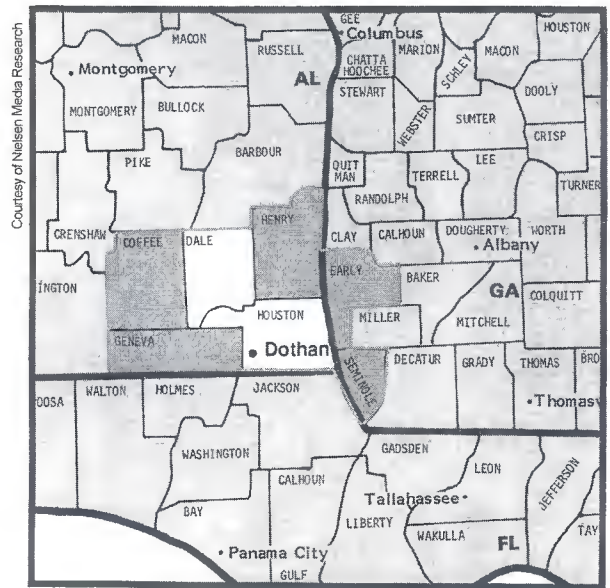 Courtesy of Nielsen Media Research
GEE
MACON
Columbus
HOUSTON
RUSSELL
MARION
MACON
Montgomery
AL
CHATTA
HOOCHEE
SCHLEY
STEWART
DOOLY
MONTGOMERY
BULLOCK
WEBSTER
SUMTER
CRISP
PIKE
BARBOUR
QUIT
MAN
TERRELL
LEE
TURNER
RANDOLPH
HENRY
CRENSHAW
COFFEE
DALE
CLAY
CALHOUN
DOUGHERTY
WORTH
Albany
EARLY
BAKER
INGTON
GA
COLQUITT
HOUSTON
MILLER
MITCHELL
GENEVA
Dothan
SEMINOLE
DECATUR
GRADY
THOMAS
BRO
OOSA
WALTON
HOLMES
JACKSON
Thomasv
WASHINGTON
GADSDEN
LEON
JEFFERSON
CALHOUN
Tallahassee
BAY
LIBERTY
WAKULLA
TAY
FL
Panama City
GULF